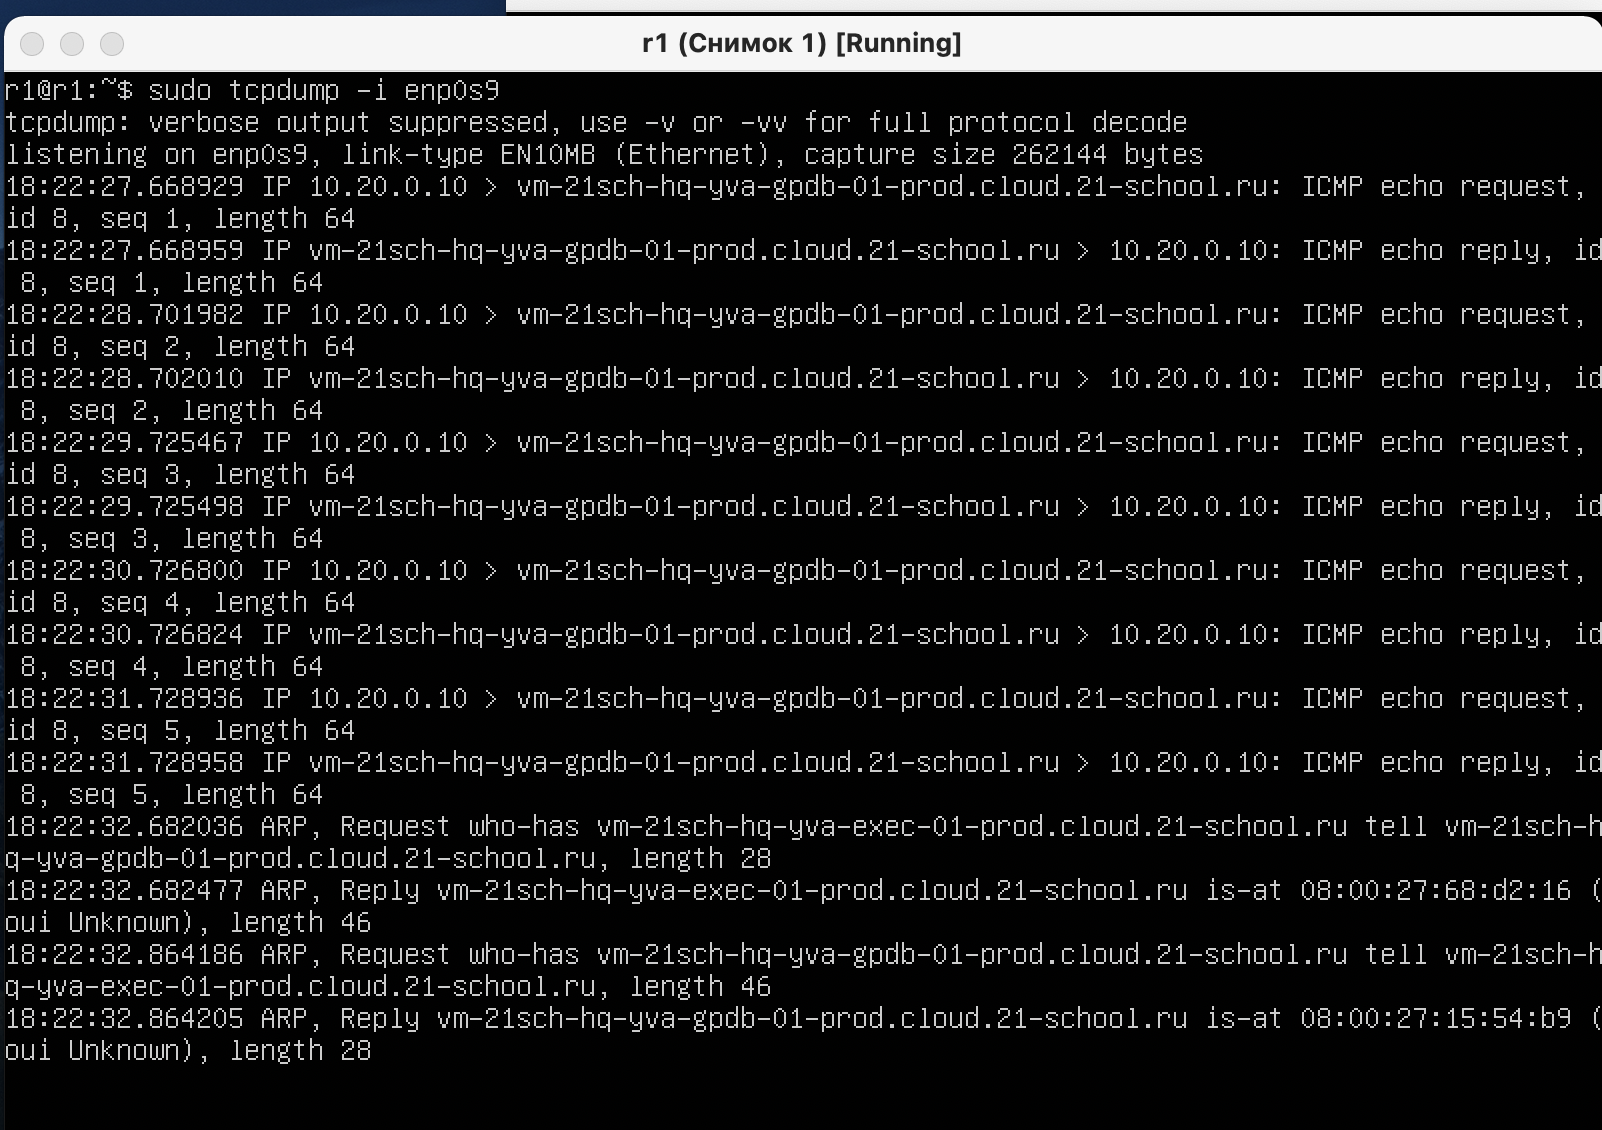 r1 (Снимок 1) [Running]
r1@r1:~$ sudo tcpdump -i enp0s9
tcpdump: verbose output suppressed, use -v or -vv for full protocol decode
listening on enp0s9, link-type EN10MB (Ethernet), capture size 262144 bytes
18:22:27.668929 IP 10.20.0.10 > vm-21sch-hq-yva-gpdb-01-prod.cloud.21-school.ru: ICMP echo request,
id 8, seq 1, length 64
18:22:27.668959 IP vm-21sch-hq-yva-gpdb-01-prod.cloud.21-school.ru > 10.20.0.10: ICMP echo reply, id
 8, seq 1, length 64
18:22:28.701982 IP 10.20.0.10 > vm-21sch-hq-yva-gpdb-01-prod.cloud.21-school.ru: ICMP echo request,
id 8, seq 2, length 64
18:22:28.702010 IP vm-21sch-hq-yva-gpdb-01-prod.cloud.21-school.ru > 10.20.0.10: ICMP echo reply, id
 8, seq 2, length 64
18:22:29.725467 IP 10.20.0.10 > vm-21sch-hq-yva-gpdb-01-prod.cloud.21-school.ru: ICMP echo request,
id 8, seq 3, length 64
18:22:29.725498 IP vm-21sch-hq-yva-gpdb-01-prod.cloud.21-school.ru > 10.20.0.10: ICMP echo reply, id
 8, seq 3, length 64
18:22:30.726800 IP 10.20.0.10 > vm-21sch-hq-yva-gpdb-01-prod.cloud.21-school.ru: ICMP echo request,
id 8, seq 4, length 64
18:22:30.726824 IP vm-21sch-hq-yva-gpdb-01-prod.cloud.21-school.ru > 10.20.0.10: ICMP echo reply, id
 8, seq 4, length 64
18:22:31.728936 IP 10.20.0.10 > vm-21sch-hq-yva-gpdb-01-prod.cloud.21-school.ru: ICMP echo request,
id 8, seq 5, length 64
18:22:31.728958 IP vm-21sch-hq-yva-gpdb-01-prod.cloud.21-school.ru > 10.20.0.10: ICMP echo reply, id
 8, seq 5, length 64
18:22:32.682036 ARP, Request who-has vm-21sch-hq-yva-exec-01-prod.cloud.21-school.ru tell vm-21sch-h
q-yva-gpdb-01-prod.cloud.21-school.ru, length 28
18:22:32.682477 ARP, Reply vm-21sch-hq-yva-exec-01-prod.cloud.21-school.ru is-at 08:00:27:68:d2:16 (
oui Unknown), length 46
18:22:32.864186 ARP, Request who-has vm-21sch-hq-yva-gpdb-01-prod.cloud.21-school.ru tell vm-21sch-h
q-yva-exec-01-prod.cloud.21-school.ru, length 46
18:22:32.864205 ARP, Reply vm-21sch-hq-yva-gpdb-01-prod.cloud.21-school.ru is-at 08:00:27:15:54:b9 (
oui Unknown), length 28